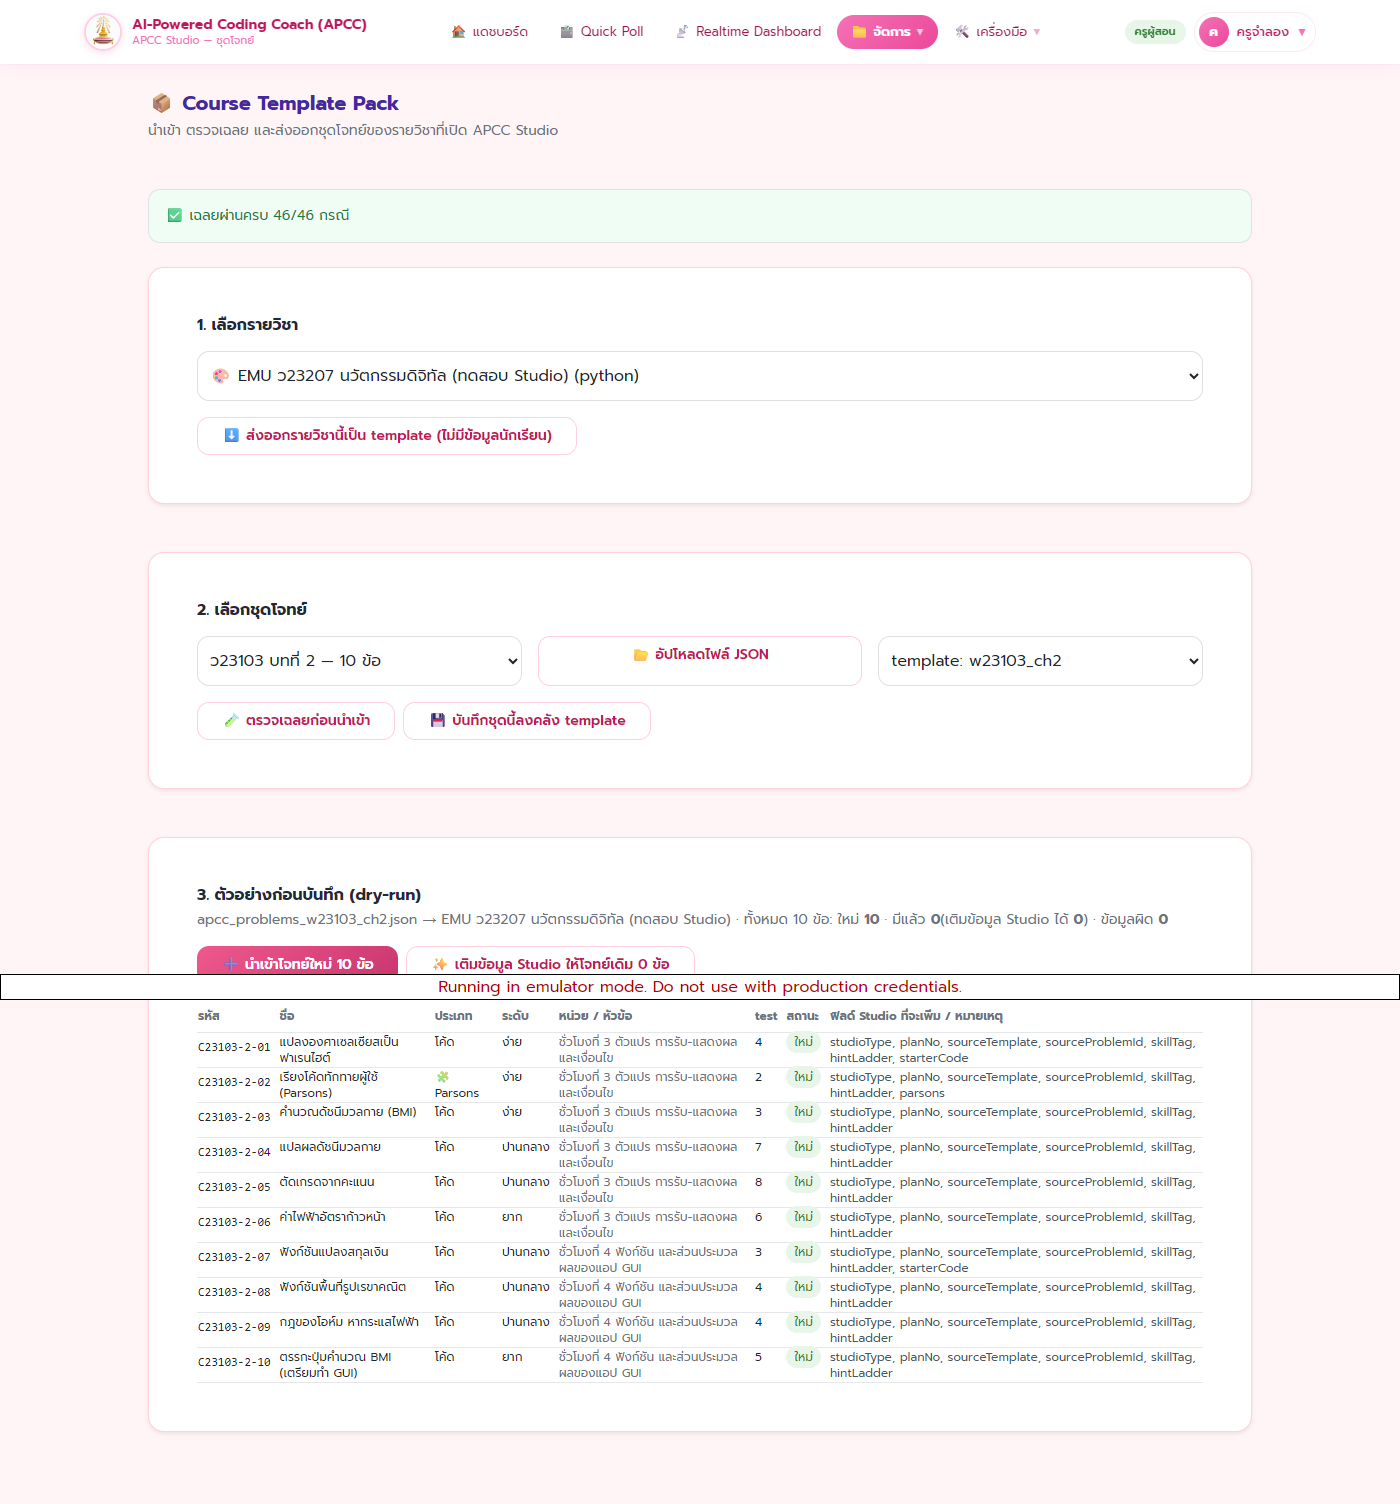 AI-Powered Coding Coach (APCC)
APCC Studio — ชุดโจทย์
แดชบอร์ด
Quick Poll
Realtime Dashboard
จัดการ ▼
เครื่องมือ ▼
ครูผู้สอน
ค
ครูจำลอง ▼
Course Template Pack
นำเข้า ตรวจเฉลย และส่งออกชุดโจทย์ของรายวิชาที่เปิด APCC Studio
เฉลยผ่านครบ 46/46 กรณี
1. เลือกรายวิชา
EMU ว23207 นวัตกรรมดิจิทัล (ทดสอบ Studio) (python)
ส่งออกรายวิชานี้เป็น template (ไม่มีข้อมูลนักเรียน)
2. เลือกชุดโจทย์
ว23103 บทที่ 2 — 10 ข้อ
อัปโหลดไฟล์ JSON
template: w23103_ch2
ตรวจเฉลยก่อนนำเข้า
บันทึกชุดนี้ลงคลัง template
3. ตัวอย่างก่อนบันทึก (dry-run)
apcc_problems_w23103_ch2.json → EMU ว23207 นวัตกรรมดิจิทัล (ทดสอบ Studio) · ทั้งหมด 10 ข้อ: ใหม่ 10 · มีแล้ว 0(เติมข้อมูล Studio ได้ 0) · ข้อมูลผิด 0
นำเข้าโจทย์ใหม่ 10 ข้อ
เติมข้อมูล Studio ให้โจทย์เดิม 0 ข้อ
Running in emulator mode. Do not use with production credentials.
รหัส ชื่อ ประเภท ระดับ หน่วย / หัวข้อ test สถานะ ฟิลด์ Studio ที่จะเพิ่ม / หมายเหตุ
C23103-2-01 แปลงองศาเซลเซียสเป็น โค้ด ง่าย ชั่วโมงที่ 3 ตัวแปร การรับ-แสดงผล 4 ใหม่ studioType, planNo, sourceTemplate, sourceProblemId, skillTag,
ฟาเรนไฮต์ และเงื่อนไข hintLadder, starterCode
C23103-2-02 เรียงโค้ดทักทายผู้ใช้ ง่าย ชั่วโมงที่ 3 ตัวแปร การรับ-แสดงผล 2 ใหม่ studioType, planNo, sourceTemplate, sourceProblemId, skillTag,
(Parsons) Parsons และเงื่อนไข hintLadder, parsons
C23103-2-03 คำนวณดัชนีมวลกาย (BMI) โค้ด ง่าย ชั่วโมงที่ 3 ตัวแปร การรับ-แสดงผล 3 ใหม่ studioType, planNo, sourceTemplate, sourceProblemId, skillTag,
และเงื่อนไข hintLadder
C23103-2-04 แปลผลดัชนีมวลกาย โค้ด ปานกลาง ชั่วโมงที่ 3 ตัวแปร การรับ-แสดงผล 7 ใหม่ studioType, planNo, sourceTemplate, sourceProblemId, skillTag,
และเงื่อนไข hintLadder
C23103-2-05 ตัดเกรดจากคะแนน โค้ด ปานกลาง ชั่วโมงที่ 3 ตัวแปร การรับ-แสดงผล 8 ใหม่ studioType, planNo, sourceTemplate, sourceProblemId, skillTag,
และเงื่อนไข hintLadder
C23103-2-06 ค่าไฟฟ้าอัตราก้าวหน้า โค้ด ยาก ชั่วโมงที่ 3 ตัวแปร การรับ-แสดงผล 6 ใหม่ studioType, planNo, sourceTemplate, sourceProblemId, skillTag,
และเงื่อนไข hintLadder
C23103-2-07 ฟังก์ชันแปลงสกุลเงิน โค้ด ปานกลาง ชั่วโมงที่ 4 ฟังก์ชัน และส่วนประมวล 3 ใหม่ studioType, planNo, sourceTemplate, sourceProblemId, skillTag,
ผลของแอป GUI hintLadder, starterCode
C23103-2-08 ฟังก์ชันพื้นที่รูปเรขาคณิต โค้ด ปานกลาง ชั่วโมงที่ 4 ฟังก์ชัน และส่วนประมวล 4 ใหม่ studioType, planNo, sourceTemplate, sourceProblemId, skillTag,
ผลของแอป GUI hintLadder
C23103-2-09 กฎของโอห์ม หากระแสไฟฟ้า โค้ด ปานกลาง ชั่วโมงที่ 4 ฟังก์ชัน และส่วนประมวล 4 ใหม่ studioType, planNo, sourceTemplate, sourceProblemId, skillTag,
ผลของแอป GUI hintLadder
C23103-2-10 ตรรกะปุ่มคำนวณ BMI โค้ด ยาก ชั่วโมงที่ 4 ฟังก์ชัน และส่วนประมวล 5 ใหม่ studioType, planNo, sourceTemplate, sourceProblemId, skillTag,
(เตรียมทำ GUI) ผลของแอป GUI hintLadder